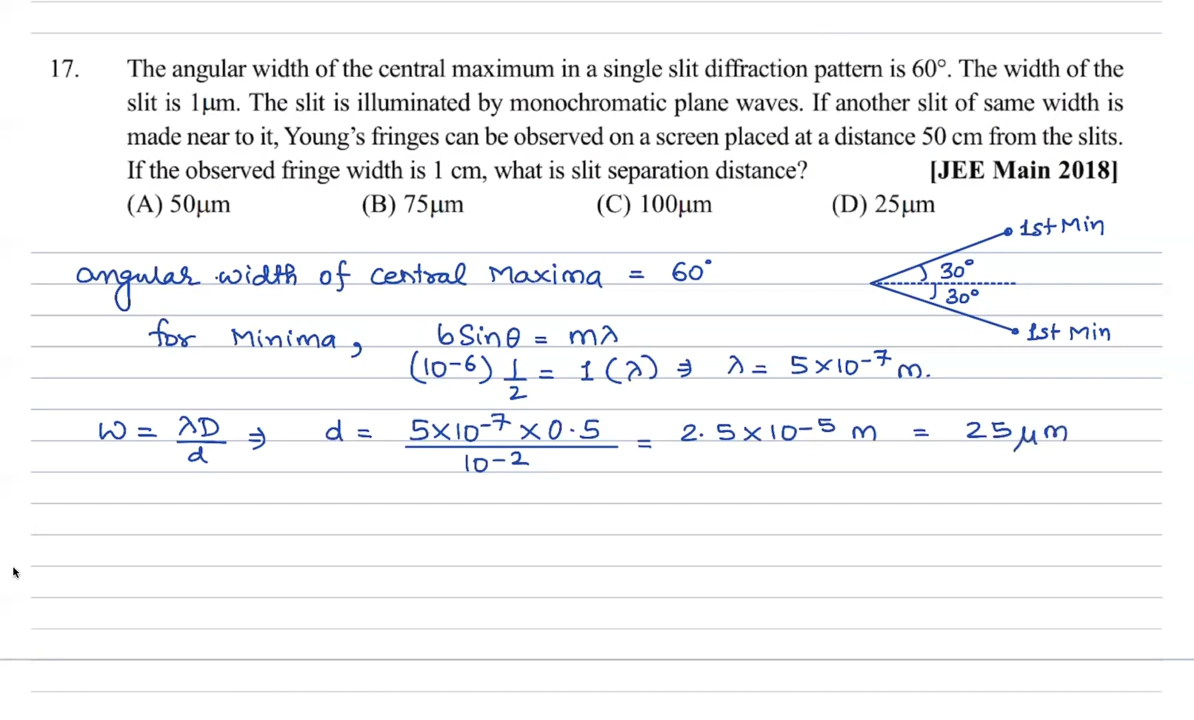 17. The angular width of the central maximum in a single slit diffraction pattern is 60°. The width of the
slit is 1μm. The slit is illuminated by monochromatic plane waves. If another slit of same width is
made near to it, Young's fringes can be observed on a screen placed at a distance 50 cm from the slits.
If the observed fringe width is 1 cm, what is slit separation distance? [JEE Main 2018]
(A) 50μm (B) 75μm (C) 100μm (D) 25μm
1st Min
angular width of central Maxima = 60°
30°
30°
1st Min
for Minima, bSinθ = mλ
(10-6) 1/2 = 1 (λ) ⇒ λ = 5×10-7 m.
W = λD/d ⇒ d = 5×10-7 × 0.5 / 10-2 = 2.5×10-5 m = 25μm